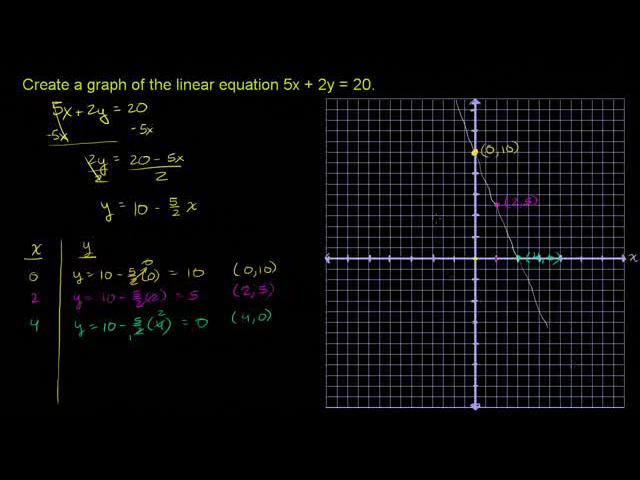 Create a graph of the linear equation 5x + 2y = 20.
5x + 2y = 20
-5x -5x
2y = 20 - 5x
2 2
y = 10 - 5/2 x
x y
0 y = 10 - 5/2 (0) = 10 (0,10)
2 y = 10 - 5/2 (2) = 5 (2,5)
4 y = 10 - 5/2 (4) = 0 (4,0)
(0,10)
(2,5)
x